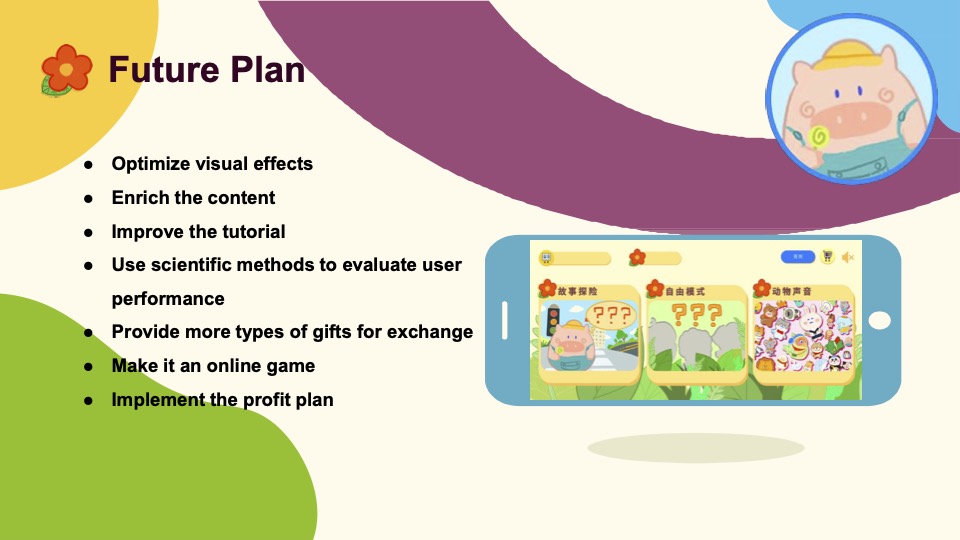 Future Plan
● Optimize visual effects
● Enrich the content
● Improve the tutorial
● Use scientific methods to evaluate user
performance
● Provide more types of gifts for exchange
● Make it an online game
● Implement the profit plan
故事探险
自由模式
动物声音
???
???